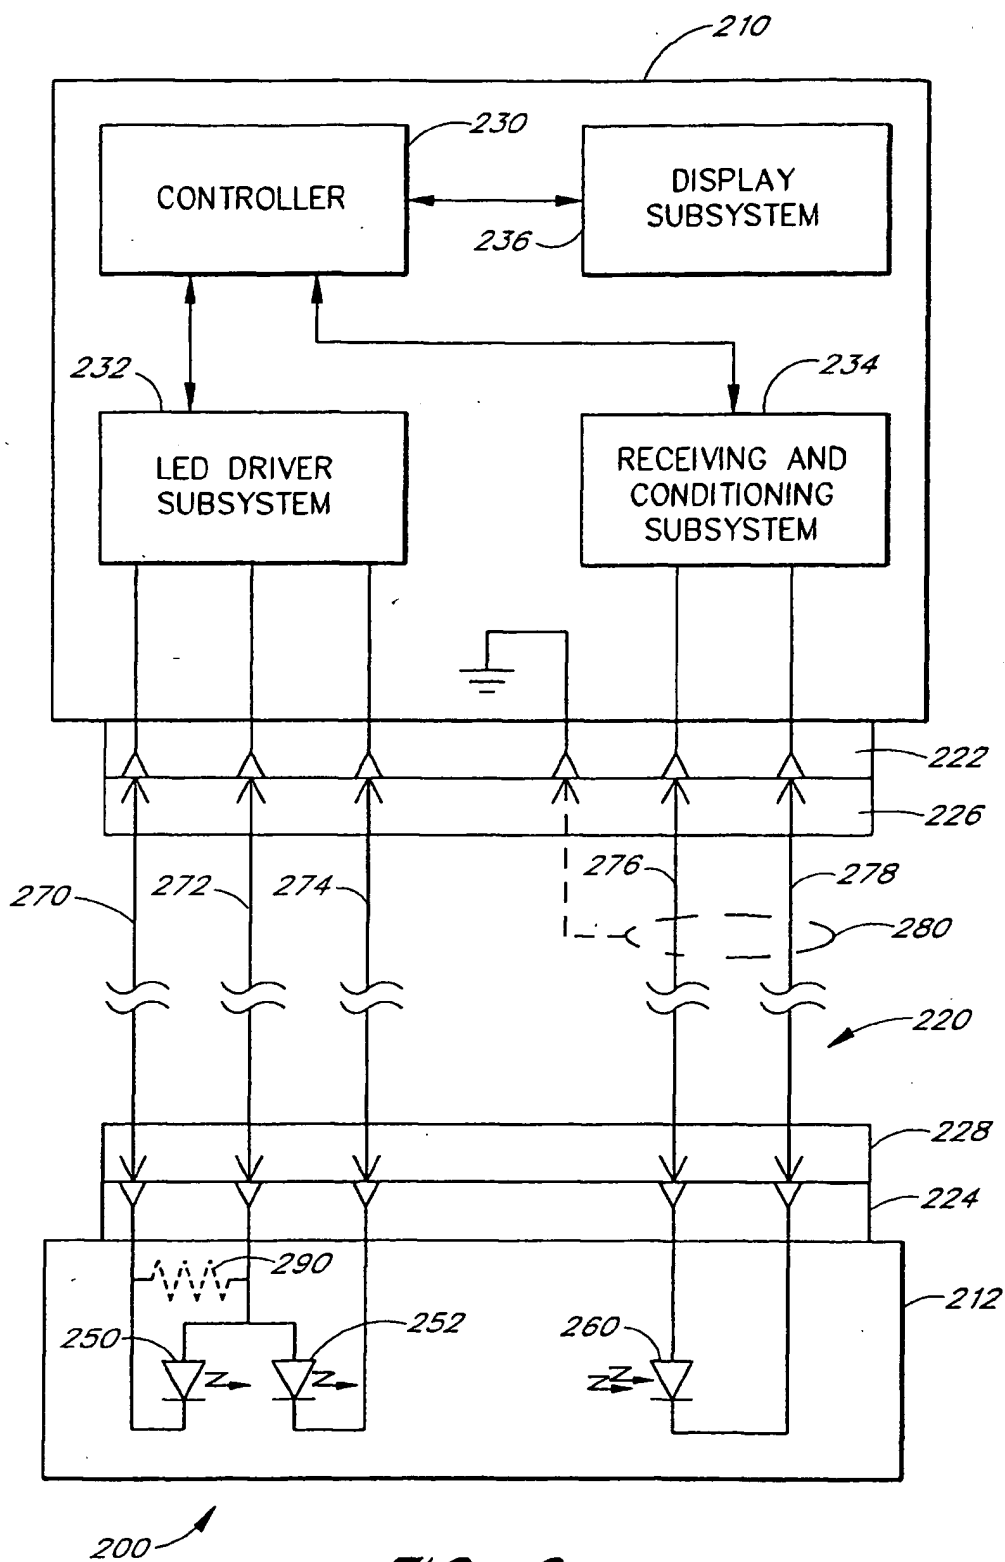 210
230
CONTROLLER
DISPLAY
SUBSYSTEM
236
232
234
LED DRIVER
SUBSYSTEM
RECEIVING AND
CONDITIONING
SUBSYSTEM
222
226
270
272
274
276
278
280
220
228
224
290
212
250
252
260
200